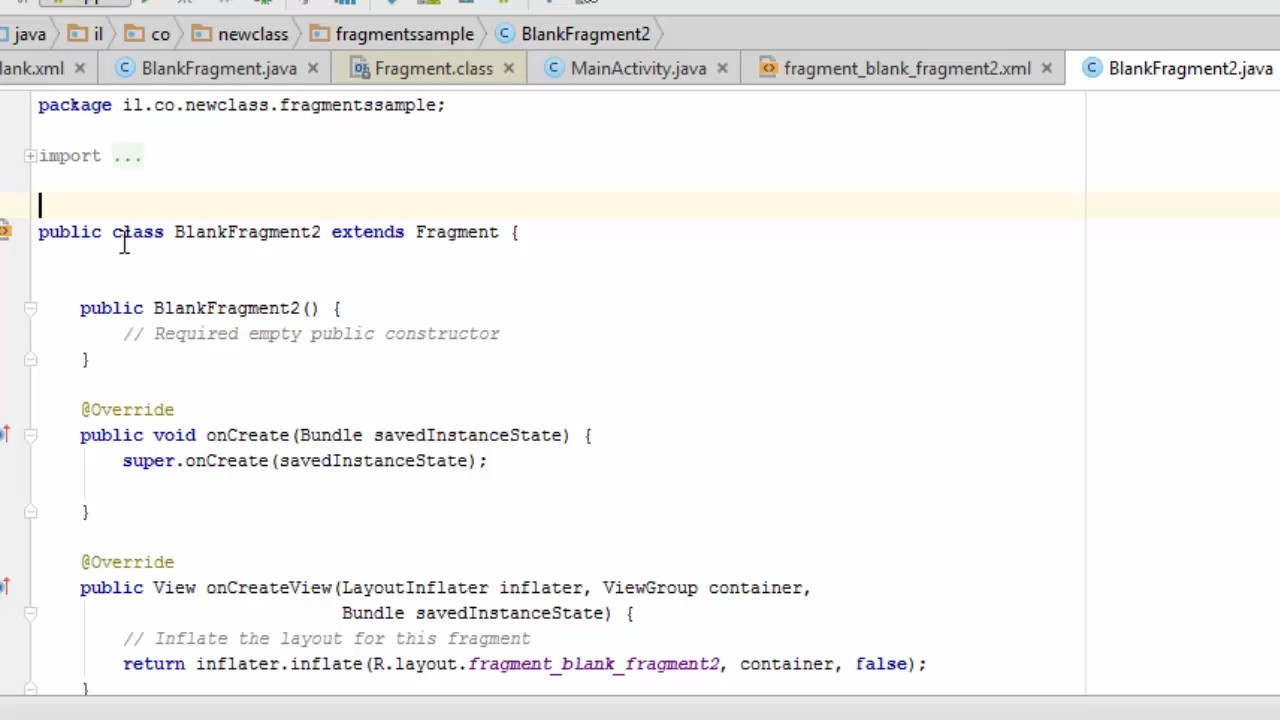 java il co newclass fragmentssample BlankFragment2
lank.xml BlankFragment.java Fragment.class MainActivity.java fragment_blank_fragment2.xml BlankFragment2.java
package il.co.newclass.fragmentssample;
import ...
public class BlankFragment2 extends Fragment {
public BlankFragment2() {
// Required empty public constructor
}
@Override
public void onCreate(Bundle savedInstanceState) {
super.onCreate(savedInstanceState);
}
@Override
public View onCreateView(LayoutInflater inflater, ViewGroup container,
Bundle savedInstanceState) {
// Inflate the layout for this fragment
return inflater.inflate(R.layout.fragment_blank_fragment2, container, false);
}